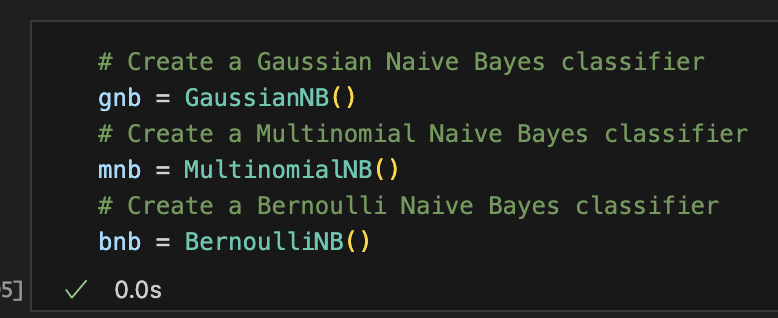 # Create a Gaussian Naive Bayes classifier
gnb = GaussianNB()
# Create a Multinomial Naive Bayes classifier
mnb = MultinomialNB()
# Create a Bernoulli Naive Bayes classifier
bnb = BernoulliNB()
5] ✓ 0.0s